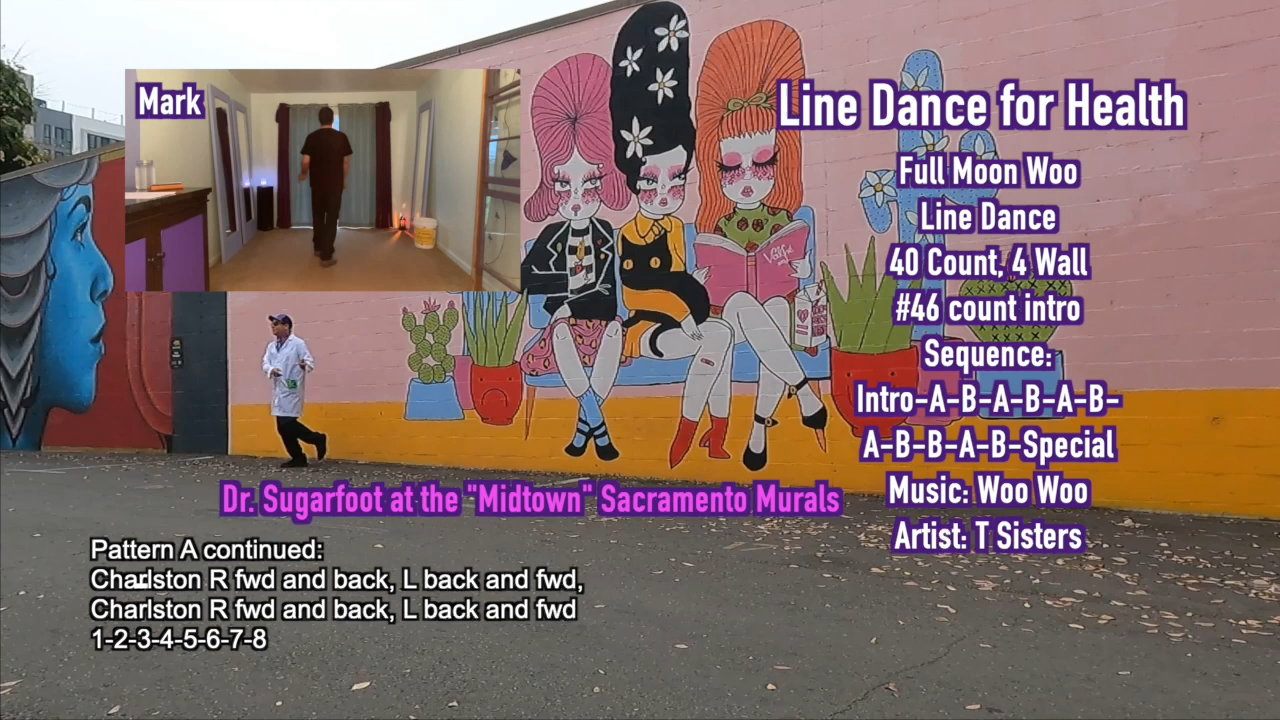 Mark
Line Dance for Health
Full Moon Woo
Line Dance
40 Count, 4 Wall
#46 count intro
Sequence:
Intro-A-B-A-B-A-B-
A-B-B-A-B-Special
Music: Woo Woo
Artist: T Sisters
Dr. Sugarfoot at the "Midtown" Sacramento Murals
Pattern A continued:
Charlston R fwd and back, L back and fwd,
Charlston R fwd and back, L back and fwd
1-2-3-4-5-6-7-8